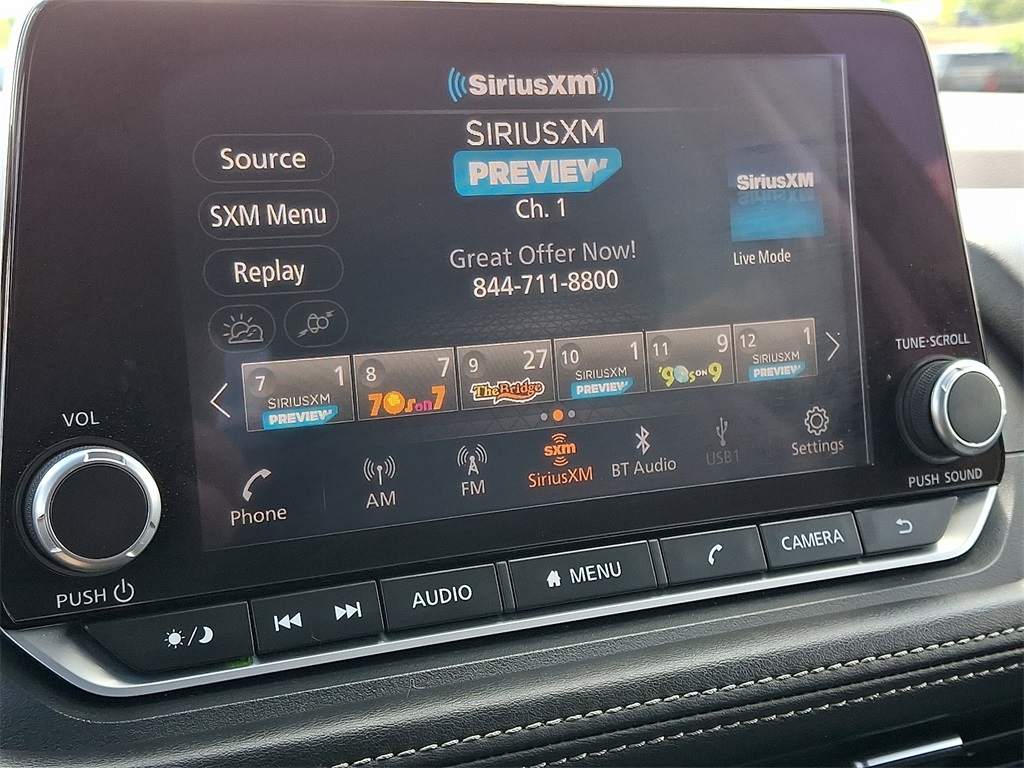 SiriusXM
SIRIUSXM
PREVIEW
Ch. 1
Great Offer Now!
844-711-8800
Source
SXM Menu
Replay
SiriusXM
Live Mode
7 1
SIRIUSXM
PREVIEW
8 7
70s on 7
9 27
The Bridge
10 1
SIRIUSXM
PREVIEW
11 9
'90s ON 9
12 1
SIRIUSXM
PREVIEW
Phone
AM
FM
sxm
SiriusXM
BT Audio
USB1
Settings
VOL
PUSH
TUNE·SCROLL
PUSH SOUND
AUDIO
MENU
CAMERA